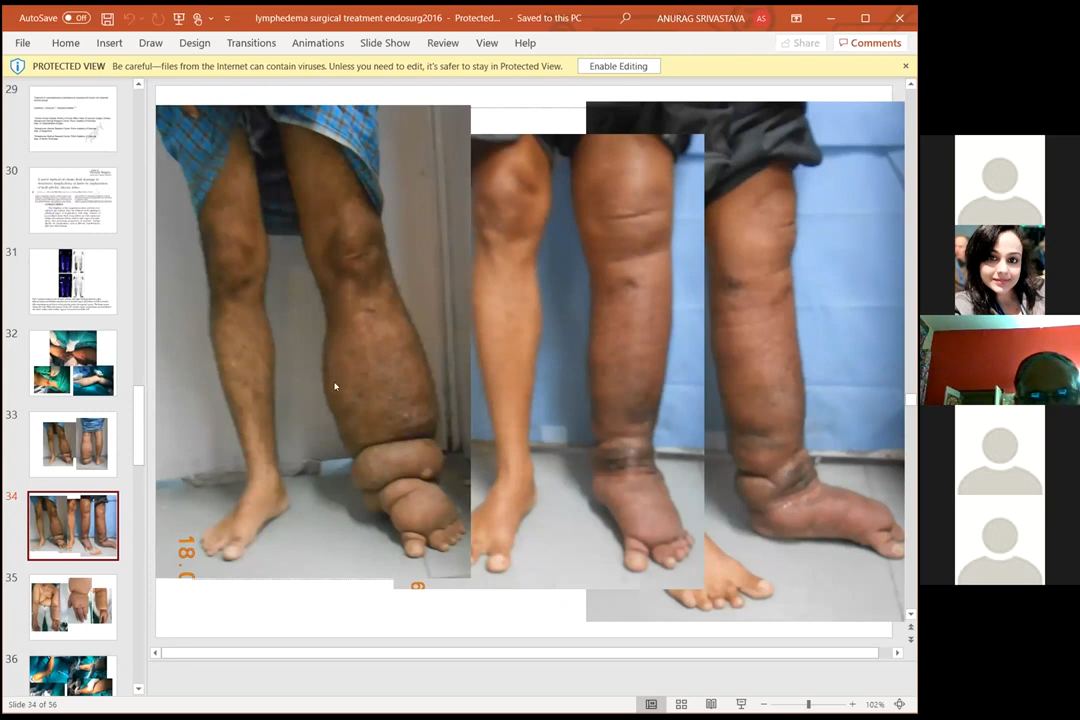 AutoSave Off lymphedema surgical treatment endosurg2016 - Protected... - Saved to this PC ANURAG SRIVASTAVA AS
File Home Insert Draw Design Transitions Animations Slide Show Review View Help Share Comments
PROTECTED VIEW Be careful—files from the Internet can contain viruses. Unless you need to edit, it's safer to stay in Protected View. Enable Editing
29
30
31
32
33
34
35
36
18.0
6
Slide 34 of 56 102%